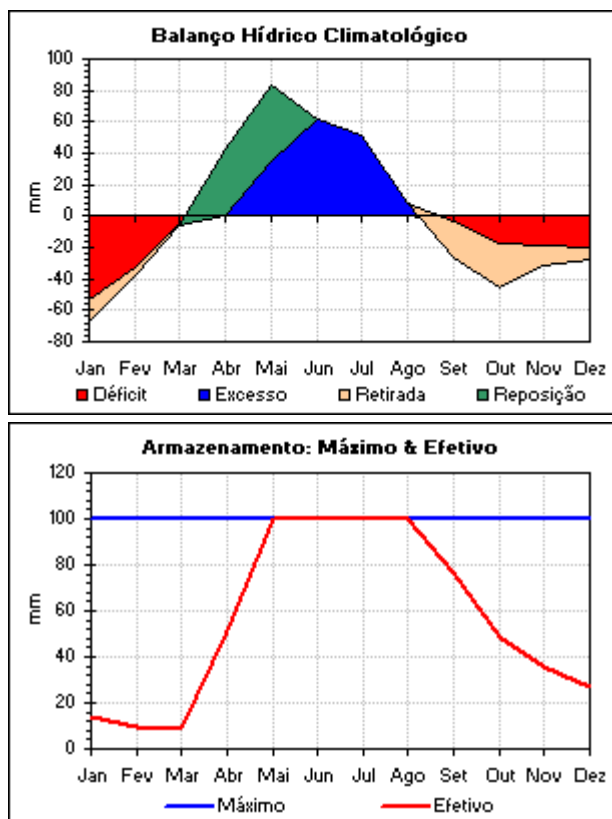 Balanço Hídrico Climatológico
100
80
60
40
20
0
-20
-40
-60
-80
mm
Jan Fev Mar Abr Mai Jun Jul Ago Set Out Nov Dez
Déficit Excesso Retirada Reposição
Armazenamento: Máximo & Efetivo
120
100
80
60
40
20
0
mm
Jan Fev Mar Abr Mai Jun Jul Ago Set Out Nov Dez
Máximo Efetivo